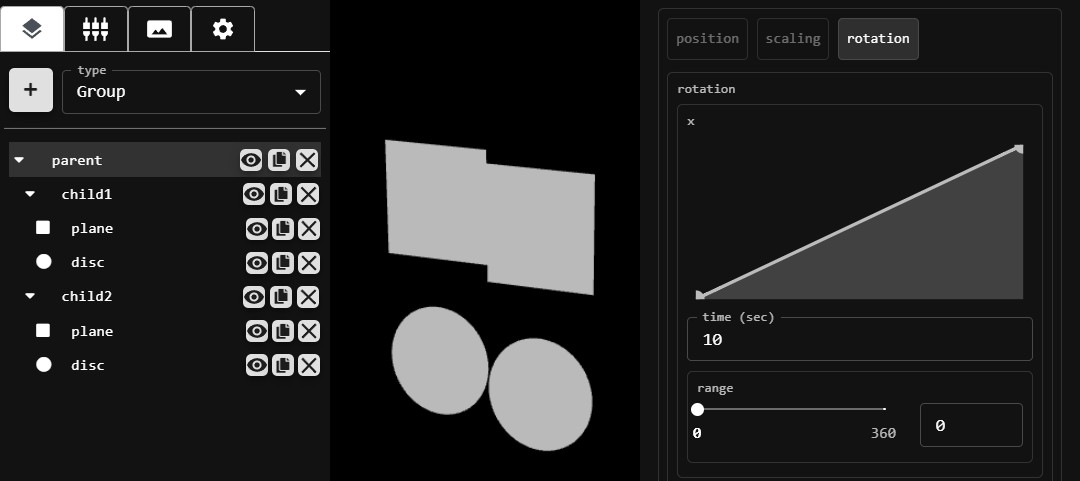 type
Group
+
parent
child1
plane
disc
child2
plane
disc
position scaling rotation
rotation
x
time (sec)
10
range
0 360 0